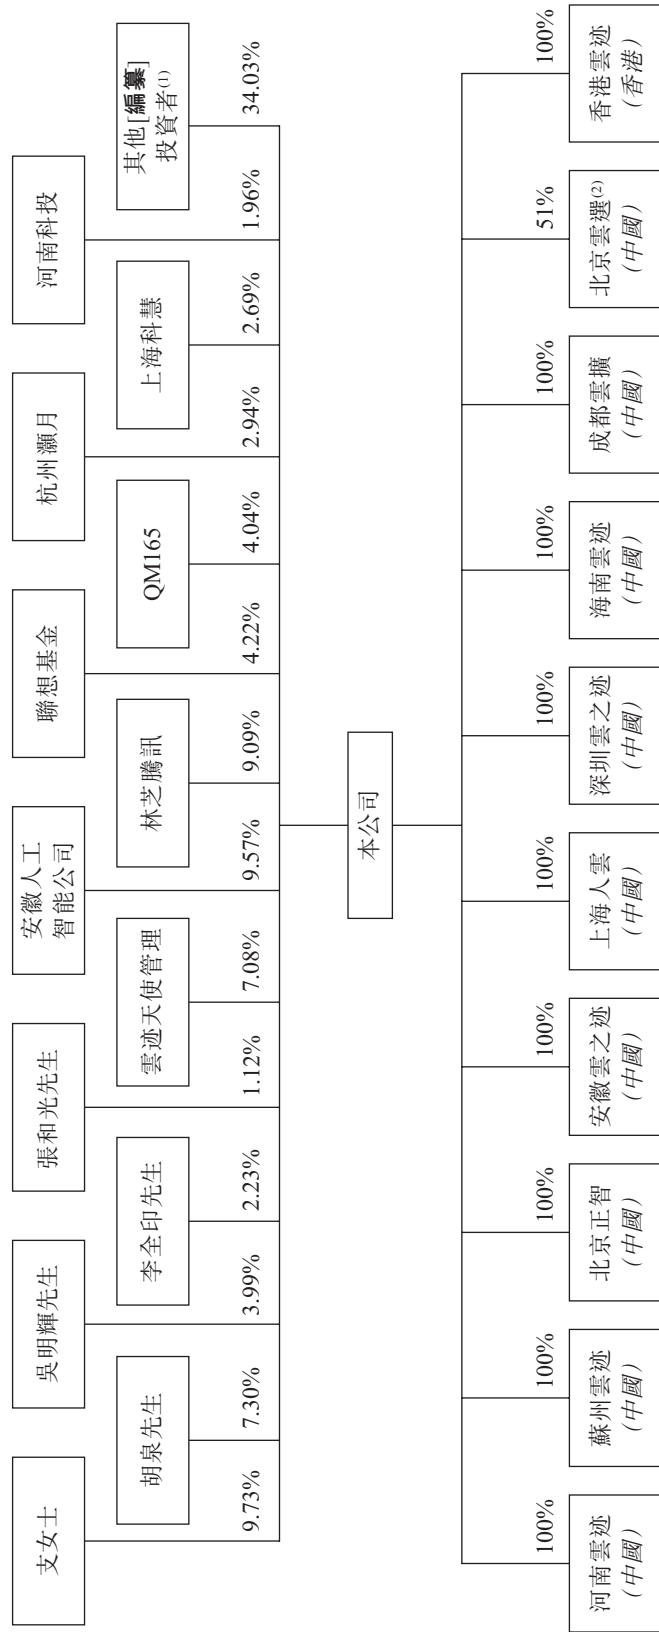 支女士
吳明輝先生
張和光先生
安徽人工
智能公司
聯想基金
杭州灝月
河南科投
胡泉先生
李全印先生
雲迹天使管理
林芝騰訊
QM165
上海科慧
其他[編纂]
投資者(1)
9.73%
7.30%
3.99%
2.23%
1.12%
7.08%
9.57%
9.09%
4.22%
4.04%
2.94%
2.69%
1.96%
34.03%
本公司
100%
100%
100%
100%
100%
100%
100%
100%
51%
100%
河南雲迹
(中國)
蘇州雲迹
(中國)
北京正智
(中國)
安徽雲之迹
(中國)
上海人雲
(中國)
深圳雲之迹
(中國)
海南雲迹
(中國)
成都雲擴
(中國)
北京雲選(2)
(中國)
香港雲迹
(香港)